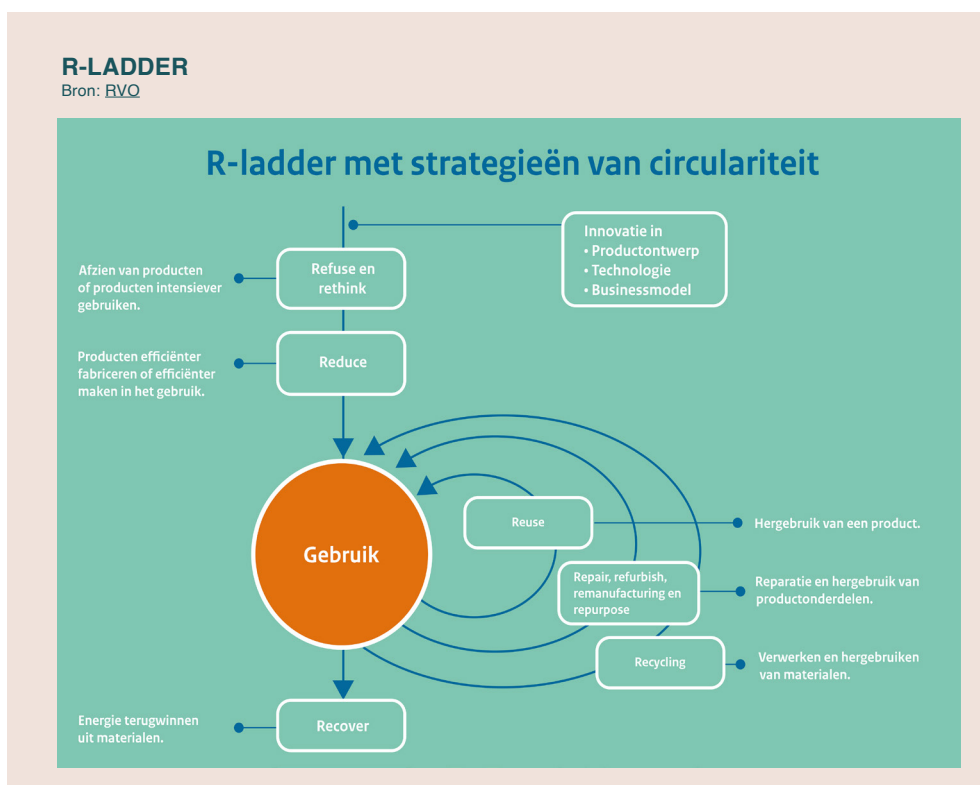 R-LADDER
Bron: RVO
R-ladder met strategieën van circulariteit
Innovatie in
• Productontwerp
• Technologie
• Businessmodel
Afzien van producten
of producten intensiever
gebruiken.
Refuse en
rethink
Producten efficiënter
fabriceren of efficiënter
maken in het gebruik.
Reduce
Gebruik
Reuse
Hergebruik van een product.
Repair, refurbish,
remanufacturing en
repurpose
Reparatie en hergebruik van
productonderdelen.
Recycling
Verwerken en hergebruiken
van materialen.
Energie terugwinnen
uit materialen.
Recover